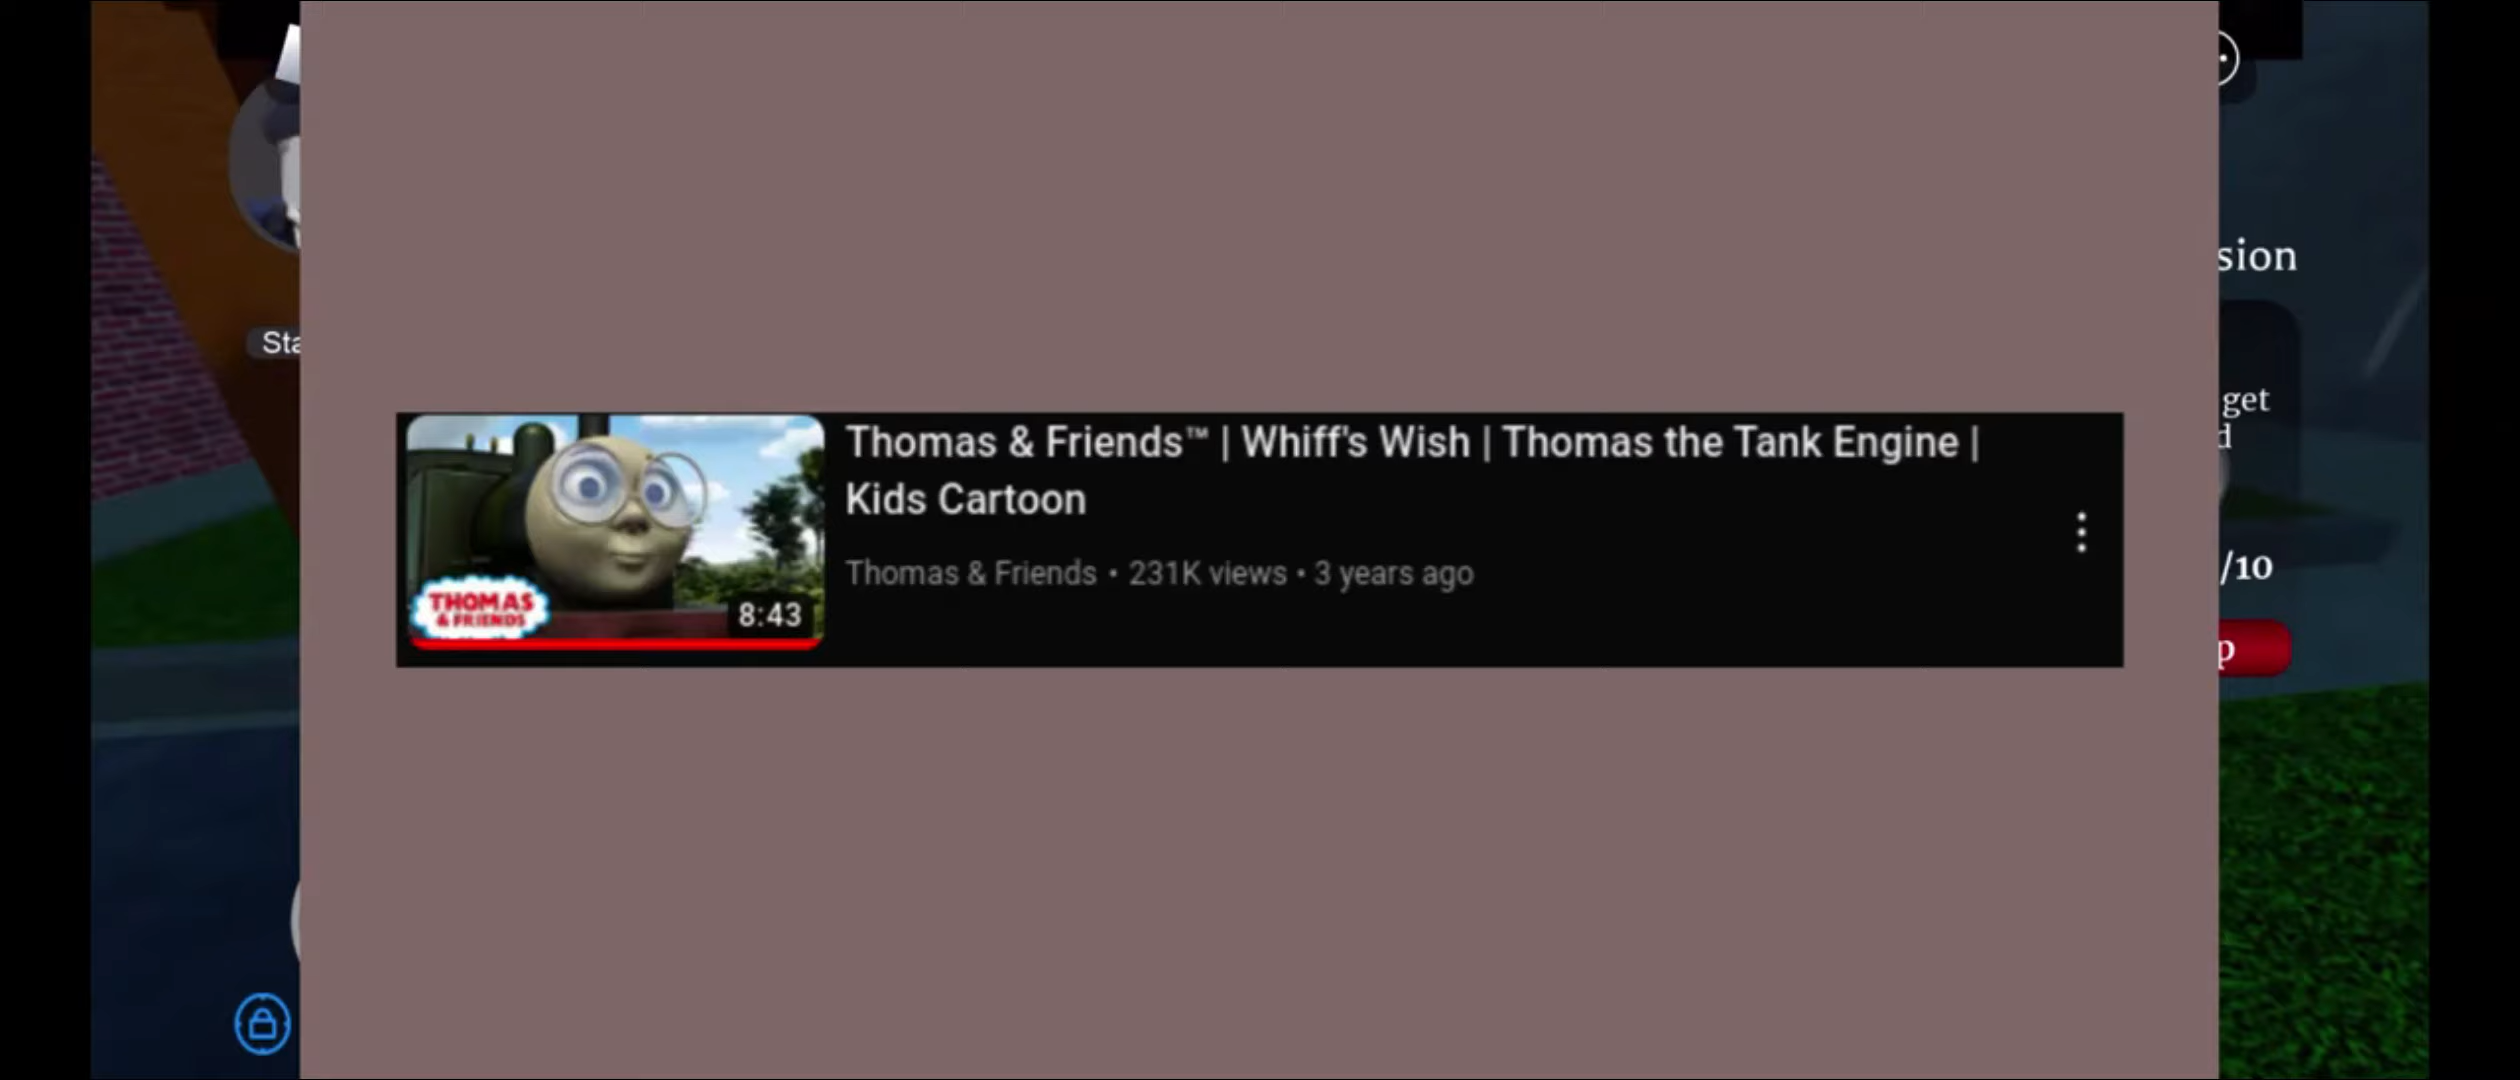 Sta
Thomas & Friends™ | Whiff's Wish | Thomas the Tank Engine |
Kids Cartoon
Thomas & Friends • 231K views • 3 years ago
THOMAS
& FRIENDS
8:43
sion
get
d
/10
p